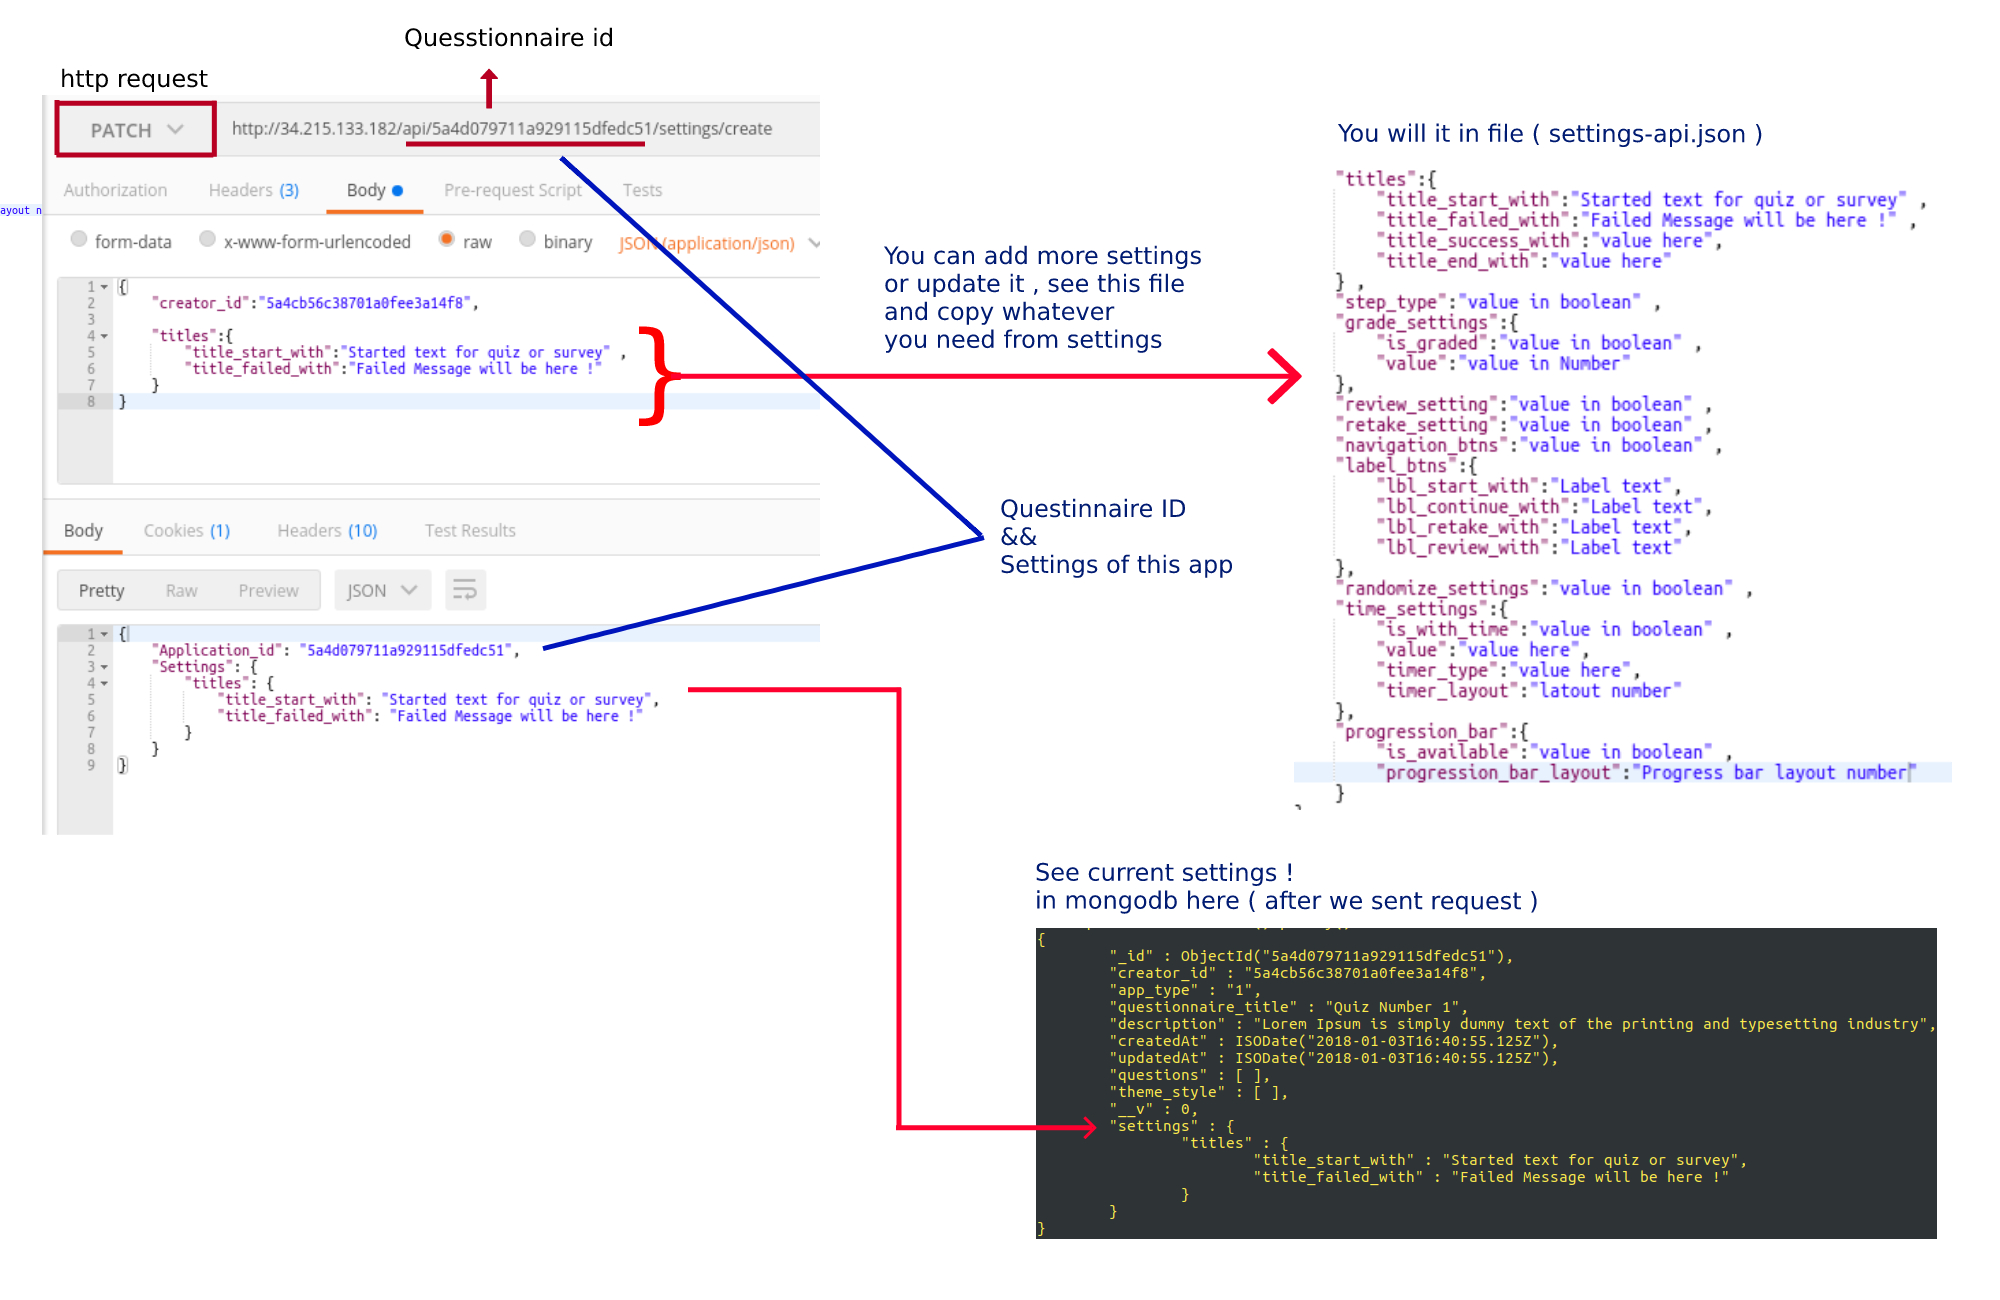 Quesstionnaire id
http request
PATCH
http://34.215.133.182/api/5a4d079711a929115dfedc51/settings/create
Authorization Headers (3) Body Pre-request Script Tests
ayout n
form-data x-www-form-urlencoded raw binary JSON (application/json)
1 {
2 "creator_id":"5a4cb56c38701a0fee3a14f8",
3
4 "titles":{
5 "title_start_with":"Started text for quiz or survey" ,
6 "title_failed_with":"Failed Message will be here !"
7 }
8 }
}
Body Cookies (1) Headers (10) Test Results
Pretty Raw Preview JSON
1 {
2 "Application_id": "5a4d079711a929115dfedc51",
3 "Settings": {
4 "titles": {
5 "title_start_with": "Started text for quiz or survey",
6 "title_failed_with": "Failed Message will be here !"
7 }
8 }
9 }
You can add more settings
or update it , see this file
and copy whatever
you need from settings
Questinnaire ID
&&
Settings of this app
You will it in file ( settings-api.json )
"titles":{
"title_start_with":"Started text for quiz or survey" ,
"title_failed_with":"Failed Message will be here !" ,
"title_success_with":"value here",
"title_end_with":"value here"
} ,
"step_type":"value in boolean" ,
"grade_settings":{
"is_graded":"value in boolean" ,
"value":"value in Number"
},
"review_setting":"value in boolean" ,
"retake_setting":"value in boolean" ,
"navigation_btns":"value in boolean" ,
"label_btns":{
"lbl_start_with":"Label text",
"lbl_continue_with":"Label text",
"lbl_retake_with":"Label text",
"lbl_review_with":"Label text"
},
"randomize_settings":"value in boolean" ,
"time_settings":{
"is_with_time":"value in boolean" ,
"value":"value here",
"timer_type":"value here",
"timer_layout":"latout number"
},
"progression_bar":{
"is_available":"value in boolean" ,
"progression_bar_layout":"Progress bar layout number"
}
See current settings !
in mongodb here ( after we sent request )
{
"_id" : ObjectId("5a4d079711a929115dfedc51"),
"creator_id" : "5a4cb56c38701a0fee3a14f8",
"app_type" : "1",
"questionnaire_title" : "Quiz Number 1",
"description" : "Lorem Ipsum is simply dummy text of the printing and typesetting industry",
"createdAt" : ISODate("2018-01-03T16:40:55.125Z"),
"updatedAt" : ISODate("2018-01-03T16:40:55.125Z"),
"questions" : [ ],
"theme_style" : [ ],
"__v" : 0,
"settings" : {
"titles" : {
"title_start_with" : "Started text for quiz or survey",
"title_failed_with" : "Failed Message will be here !"
}
}
}